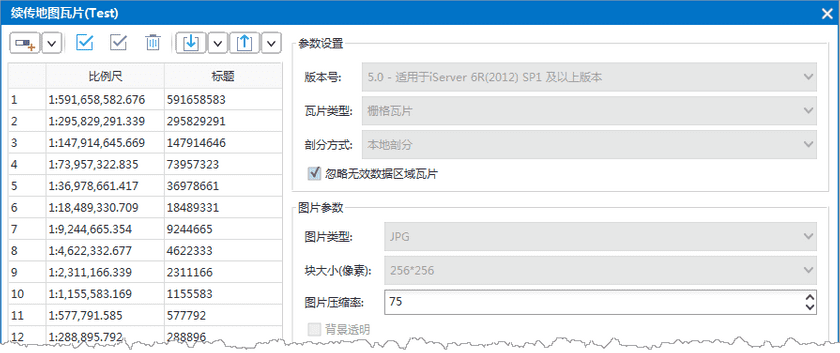 续传地图瓦片(Test)
比例尺 标题
1 1:591,658,582.676 591658583
2 1:295,829,291.339 295829291
3 1:147,914,645.669 147914646
4 1:73,957,322.835 73957323
5 1:36,978,661.417 36978661
6 1:18,489,330.709 18489331
7 1:9,244,665.354 9244665
8 1:4,622,332.677 4622333
9 1:2,311,166.339 2311166
10 1:1,155,583.169 1155583
11 1:577,791.585 577792
12 1:288,895.792 288896
参数设置
版本号: 5.0 - 适用于iServer 6R(2012) SP1 及以上版本
瓦片类型: 栅格瓦片
剖分方式: 本地剖分
忽略无效数据区域瓦片
图片参数
图片类型: JPG
块大小(像素): 256*256
图片压缩率: 75
背景透明